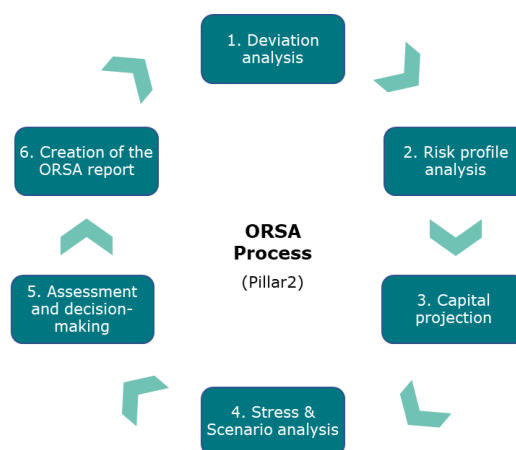 1. Deviation
analysis
2. Risk profile
analysis
3. Capital
projection
4. Stress &
Scenario analysis
5. Assessment
and decision-
making
6. Creation of the
ORSA report
ORSA
Process
(Pillar2)